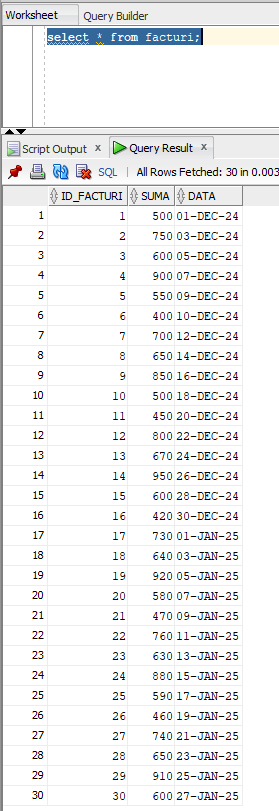 Worksheet Query Builder
select * from facturi;
Script Output x Query Result x
SQL | All Rows Fetched: 30 in 0.003
ID_FACTURI SUMA DATA
1 1 500 01-DEC-24
2 2 750 03-DEC-24
3 3 600 05-DEC-24
4 4 900 07-DEC-24
5 5 550 09-DEC-24
6 6 400 10-DEC-24
7 7 700 12-DEC-24
8 8 650 14-DEC-24
9 9 850 16-DEC-24
10 10 500 18-DEC-24
11 11 450 20-DEC-24
12 12 800 22-DEC-24
13 13 670 24-DEC-24
14 14 950 26-DEC-24
15 15 600 28-DEC-24
16 16 420 30-DEC-24
17 17 730 01-JAN-25
18 18 640 03-JAN-25
19 19 920 05-JAN-25
20 20 580 07-JAN-25
21 21 470 09-JAN-25
22 22 760 11-JAN-25
23 23 630 13-JAN-25
24 24 880 15-JAN-25
25 25 590 17-JAN-25
26 26 460 19-JAN-25
27 27 740 21-JAN-25
28 28 650 23-JAN-25
29 29 910 25-JAN-25
30 30 600 27-JAN-25